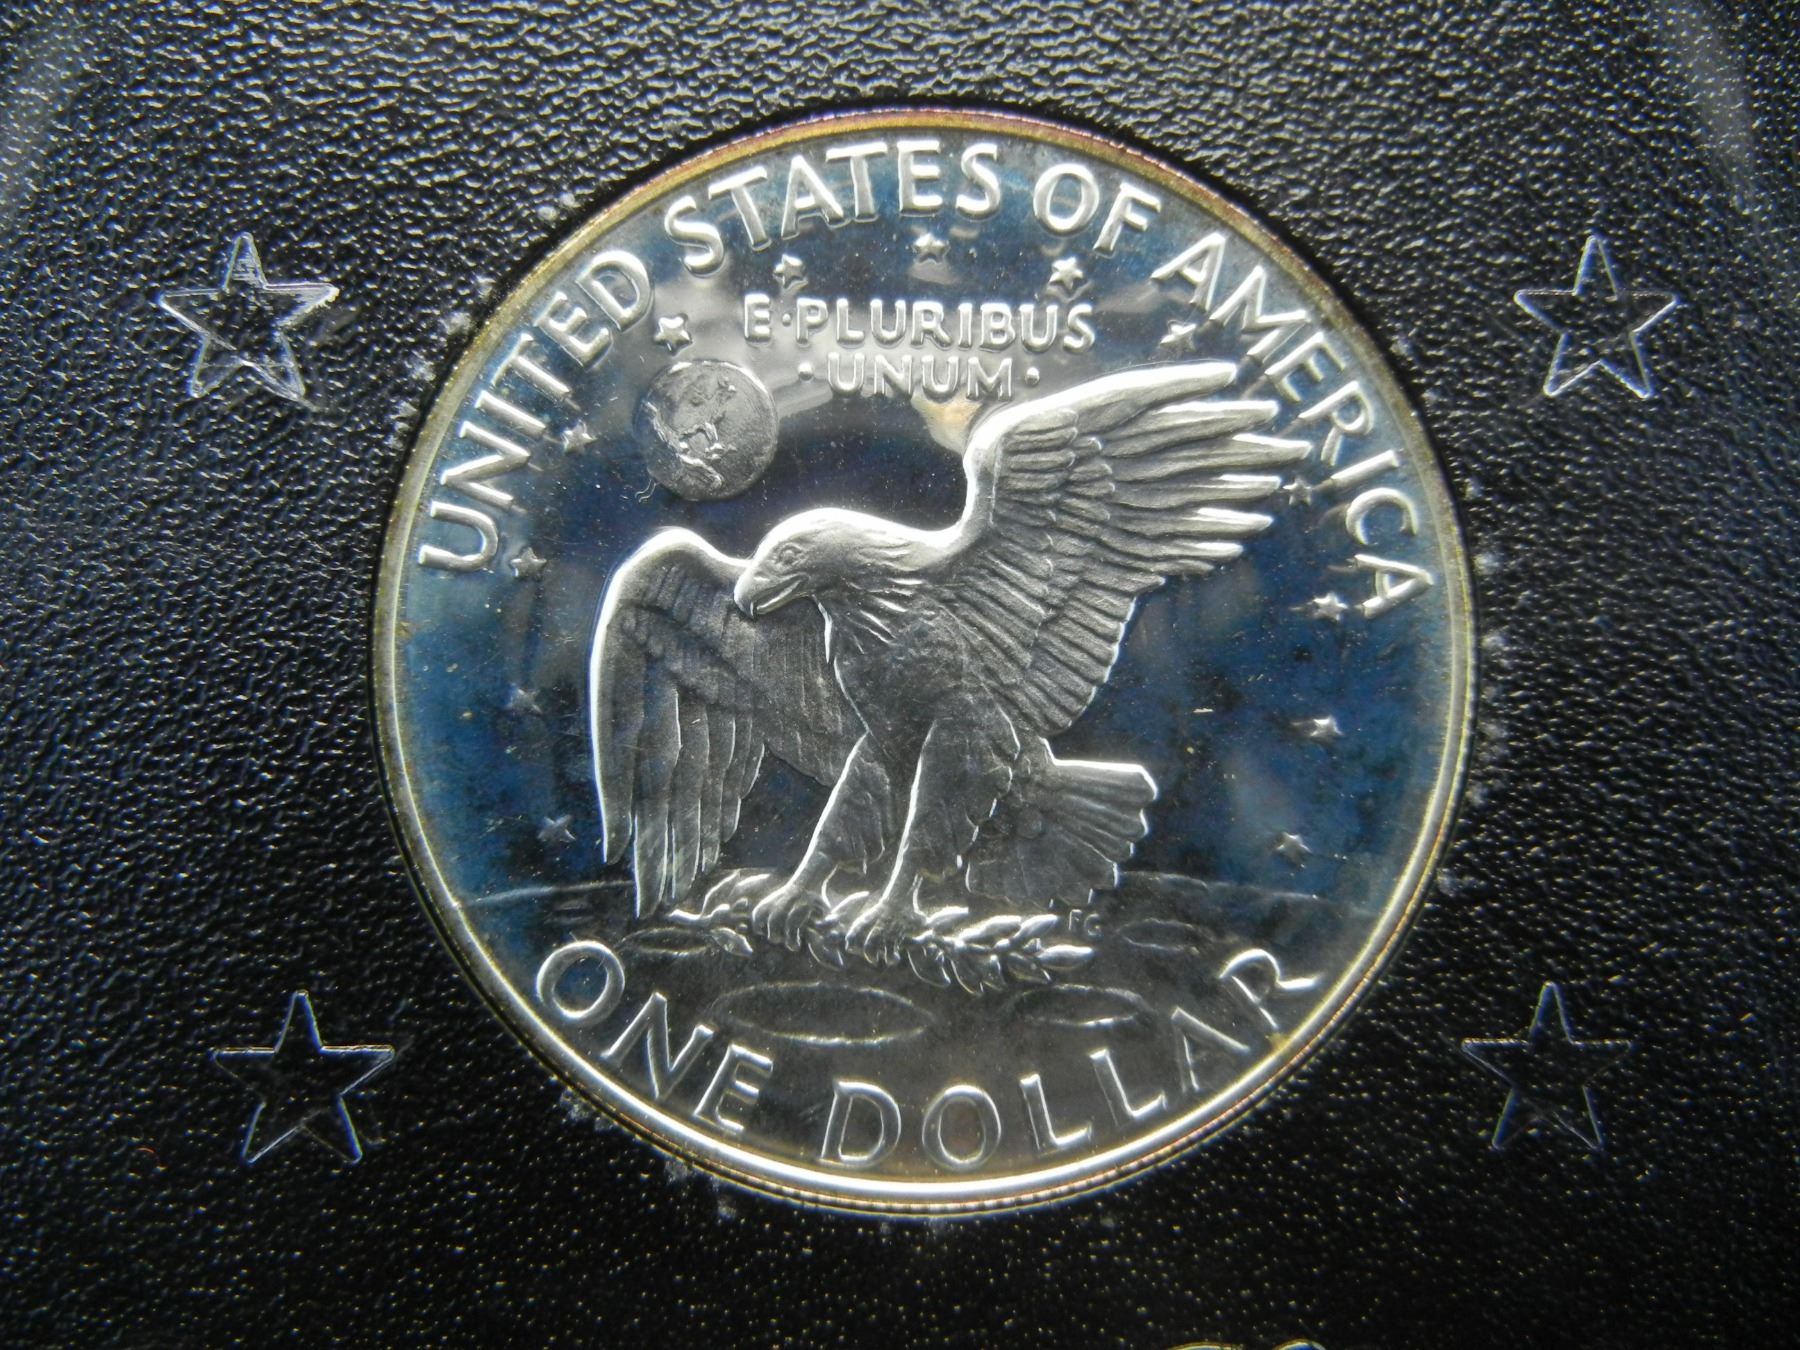 UNITED STATES OF AMERICA
E·PLURIBUS
·UNUM·
FG
ONE DOLLAR